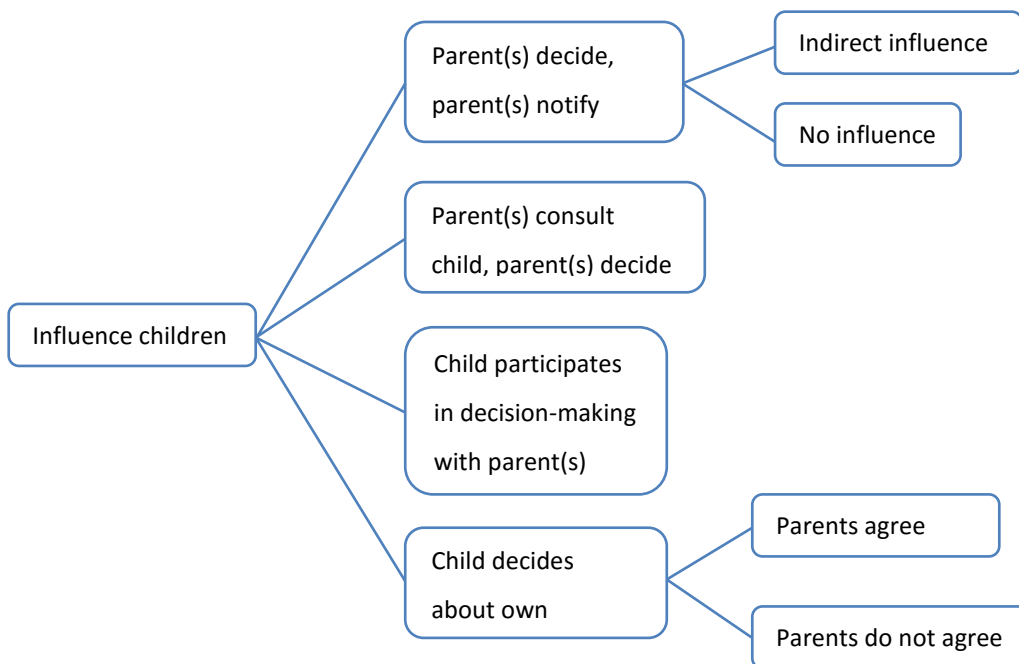 Influence children
Parent(s) decide,
parent(s) notify
Indirect influence
No influence
Parent(s) consult
child, parent(s) decide
Child participates
in decision-making
with parent(s)
Child decides
about own
Parents agree
Parents do not agree